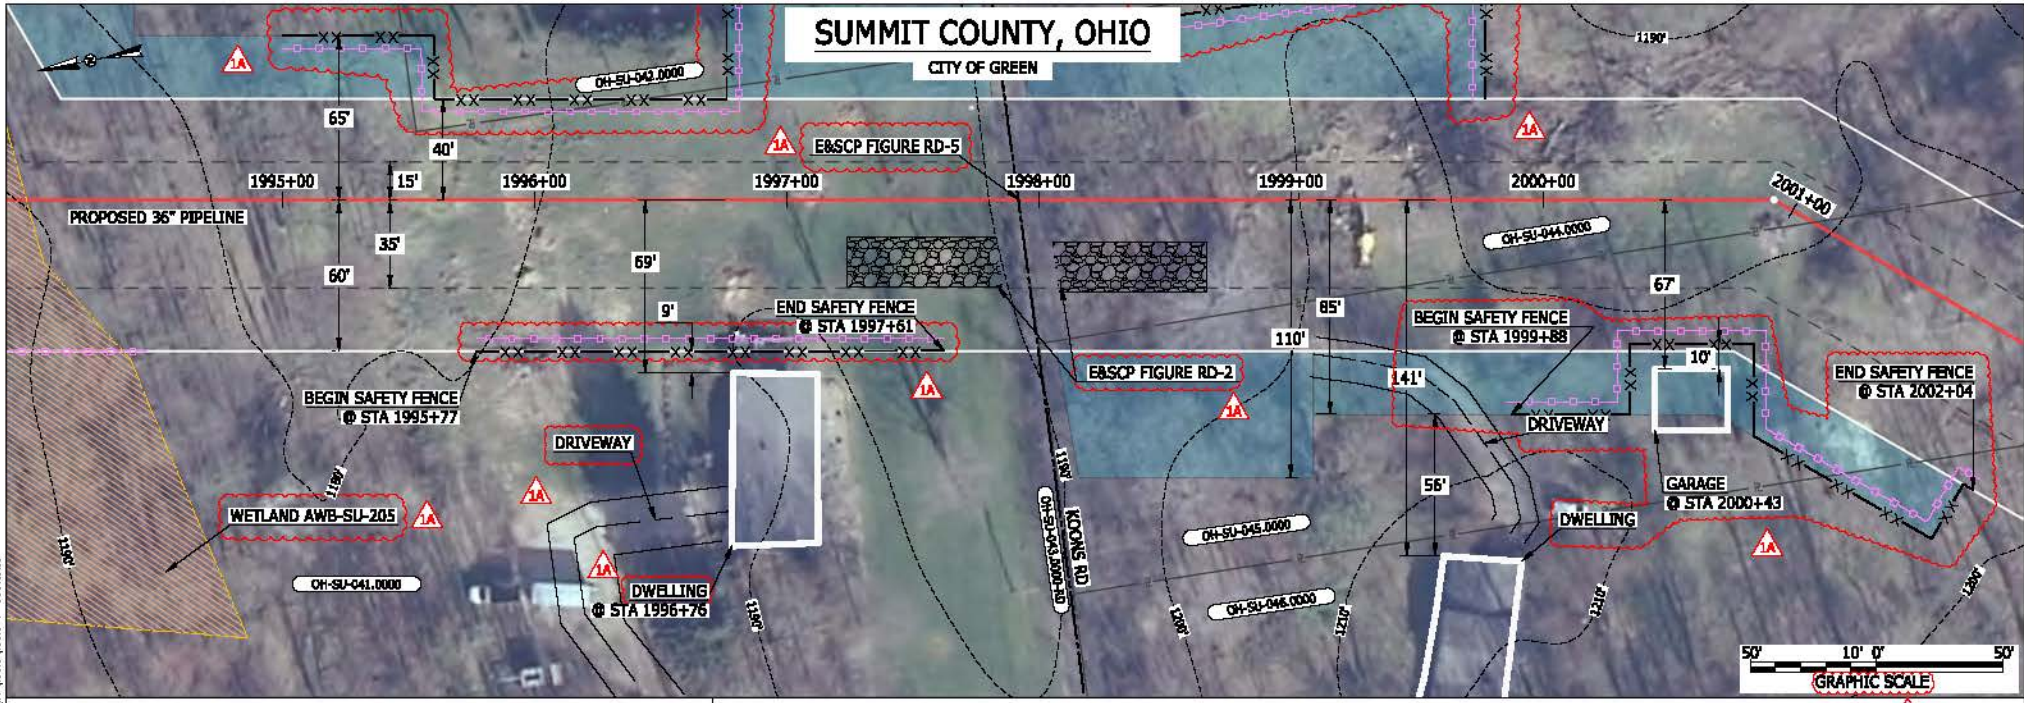 SUMMIT COUNTY, OHIO
CITY OF GREEN
N
1A
OH-SU-042.0000
1190'
65'
40'
1A
E&SCP FIGURE RD-5
1A
1995+00
15'
1996+00
1997+00
1998+00
1999+00
2000+00
2001+00
PROPOSED 36" PIPELINE
35'
60'
69'
OH-SU-044.0000
67'
9'
END SAFETY FENCE
@ STA 1997+61
85'
110'
BEGIN SAFETY FENCE
@ STA 1999+88
10'
141'
E&SCP FIGURE RD-2
1A
1A
END SAFETY FENCE
@ STA 2002+04
BEGIN SAFETY FENCE
@ STA 1995+77
DRIVEWAY
DRIVEWAY
1190'
1190'
56'
GARAGE
@ STA 2000+43
1A
WETLAND AWB-SU-205
1A
KOONS RD
OH-SU-043.0000-RD
OH-SU-045.0000
DWELLING
1A
1190'
1A
OH-SU-041.0000
DWELLING
@ STA 1996+76
1190'
OH-SU-046.0000
1200'
1210'
1210'
1200'
50' 10' 0' 50'
GRAPHIC SCALE